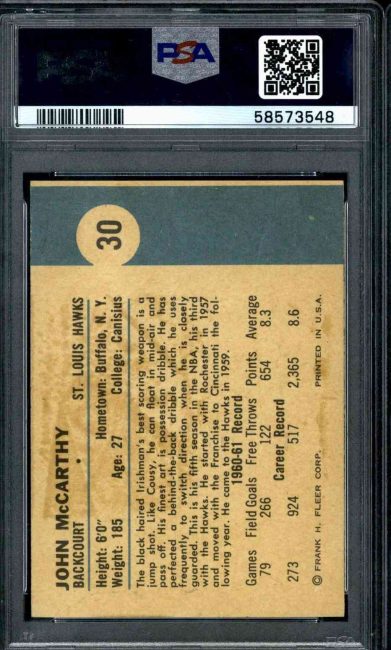 PSA
58573548
30
JOHN McCARTHY
BACKCOURT • ST. LOUIS HAWKS
Height: 6'0" Hometown: Buffalo, N. Y.
Weight: 185 Age: 27 College: Canisius
The black haired Irishman's best scoring weapon is a
jump shot. Like Cousy, he can float in mid-air and
pass off. His finest art is possession dribble. He has
perfected a behind-the-back dribble which he uses
frequently to switch direction when he is closely
guarded. This is his fifth season in the NBA, his third
with the Hawks. He started with Rochester in 1957
and moved with the Franchise to Cincinnati the fol-
lowing year. He came to the Hawks in 1959.
1960-61 Record
Games Field Goals Free Throws Points Average
79 266 122 654 8.3
Career Record
273 924 517 2,365 8.6
© FRANK H. FLEER CORP. PRINTED IN U.S.A.